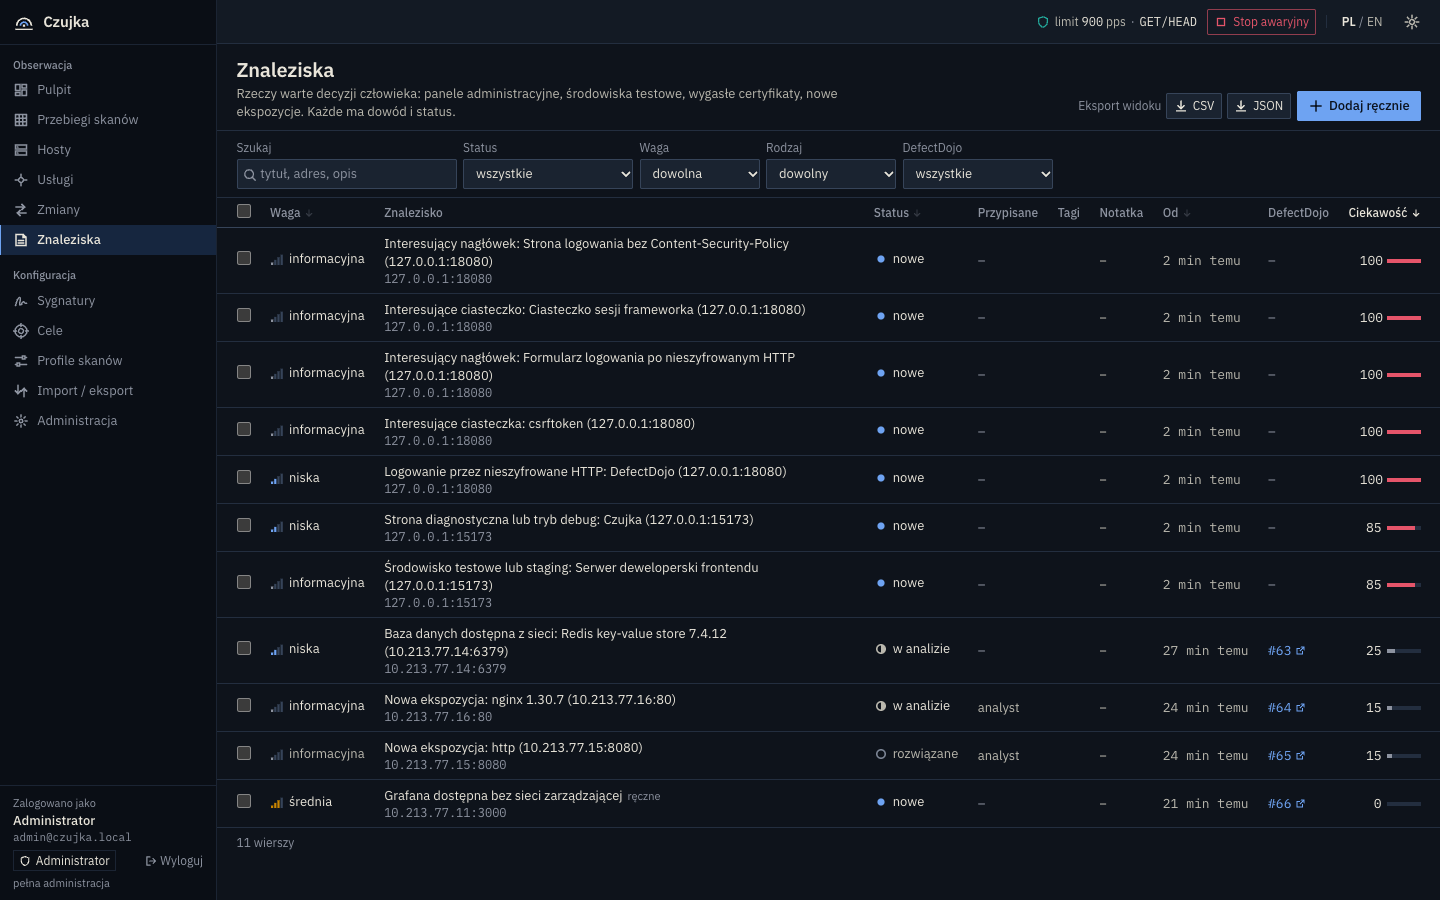 Czujka
limit 900 pps · GET/HEAD
Stop awaryjny
PL / EN
Obserwacja
Pulpit
Przebiegi skanów
Hosty
Usługi
Zmiany
Znaleziska
Konfiguracja
Sygnatury
Cele
Profile skanów
Import / eksport
Administracja
Zalogowano jako
Administrator
admin@czujka.local
Administrator
Wyloguj
pełna administracja
Znaleziska
Rzeczy warte decyzji człowieka: panele administracyjne, środowiska testowe, wygasłe certyfikaty, nowe
ekspozycje. Każde ma dowód i status.
Eksport widoku CSV JSON Dodaj ręcznie
Szukaj Status Waga Rodzaj DefectDojo
tytuł, adres, opis wszystkie dowolna dowolny wszystkie
Waga ↓ Znalezisko Status ↓ Przypisane Tagi Notatka Od ↓ DefectDojo Ciekawość ↓
Interesujący nagłówek: Strona logowania bez Content-Security-Policy
informacyjna (127.0.0.1:18080) nowe – – 2 min temu – 100
127.0.0.1:18080
informacyjna Interesujące ciasteczko: Ciasteczko sesji frameworka (127.0.0.1:18080) nowe – – 2 min temu – 100
127.0.0.1:18080
Interesujący nagłówek: Formularz logowania po nieszyfrowanym HTTP
informacyjna (127.0.0.1:18080) nowe – – 2 min temu – 100
127.0.0.1:18080
informacyjna Interesujące ciasteczka: csrftoken (127.0.0.1:18080) nowe – – 2 min temu – 100
127.0.0.1:18080
niska Logowanie przez nieszyfrowane HTTP: DefectDojo (127.0.0.1:18080) nowe – – 2 min temu – 100
127.0.0.1:18080
niska Strona diagnostyczna lub tryb debug: Czujka (127.0.0.1:15173) nowe – – 2 min temu – 85
127.0.0.1:15173
Środowisko testowe lub staging: Serwer deweloperski frontendu
informacyjna (127.0.0.1:15173) nowe – – 2 min temu – 85
127.0.0.1:15173
Baza danych dostępna z sieci: Redis key-value store 7.4.12
niska (10.213.77.14:6379) w analizie – – 27 min temu #63 25
10.213.77.14:6379
informacyjna Nowa ekspozycja: nginx 1.30.7 (10.213.77.16:80) w analizie analyst – 24 min temu #64 15
10.213.77.16:80
informacyjna Nowa ekspozycja: http (10.213.77.15:8080) rozwiązane analyst – 24 min temu #65 15
10.213.77.15:8080
średnia Grafana dostępna bez sieci zarządzającej ręczne nowe – – 21 min temu #66 0
10.213.77.11:3000
11 wierszy